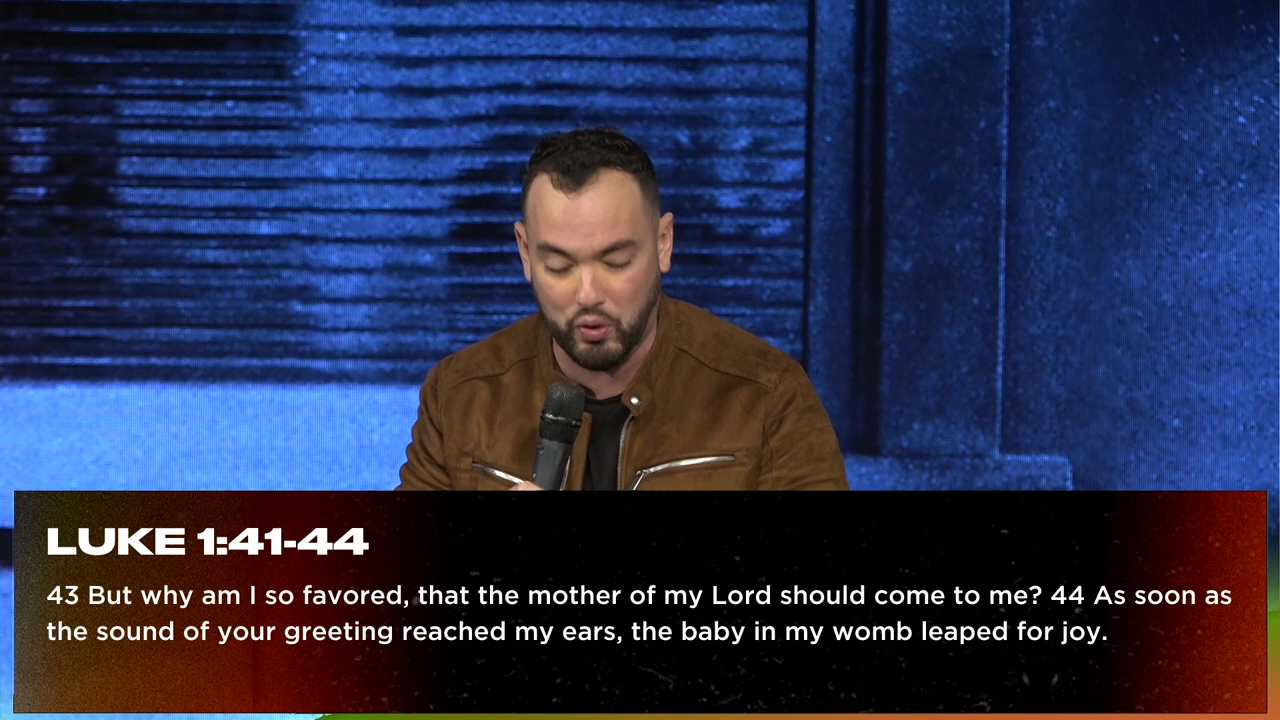 LUKE 1:41-44
43 But why am I so favored, that the mother of my Lord should come to me? 44 As soon as
the sound of your greeting reached my ears, the baby in my womb leaped for joy.